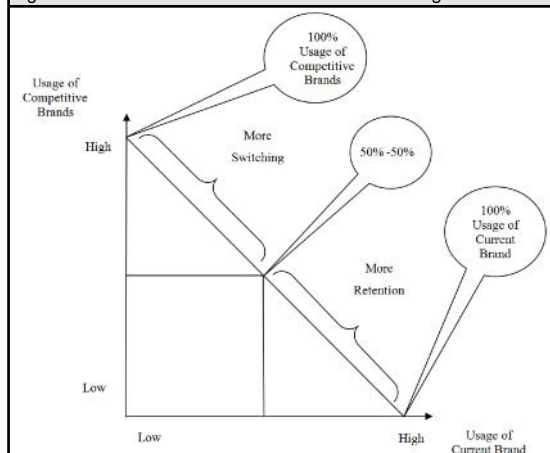 100%
Usage of
Competitive
Brands
Usage of
Competitive
Brands
High
More
Switching
50% -50%
100%
Usage of
Current
Brand
More
Retention
Low
Low
High
Usage of
Current Brand